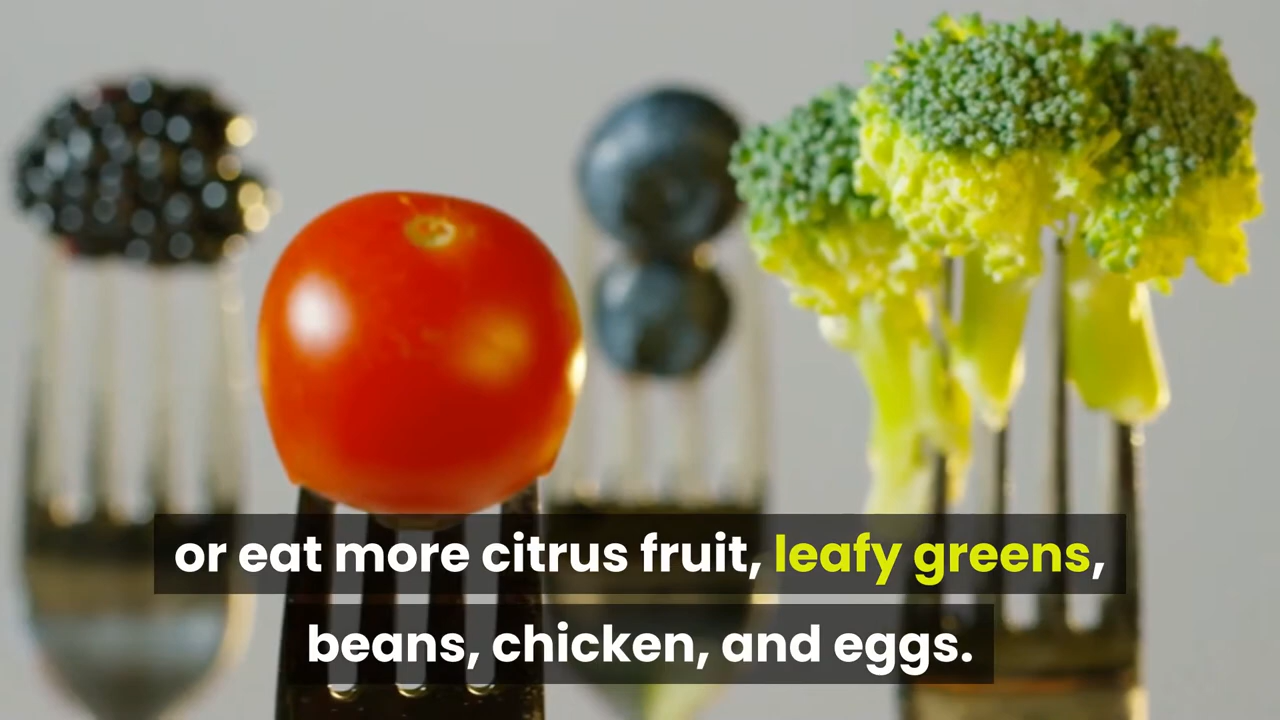 or eat more citrus fruit, leafy greens,
beans, chicken, and eggs.